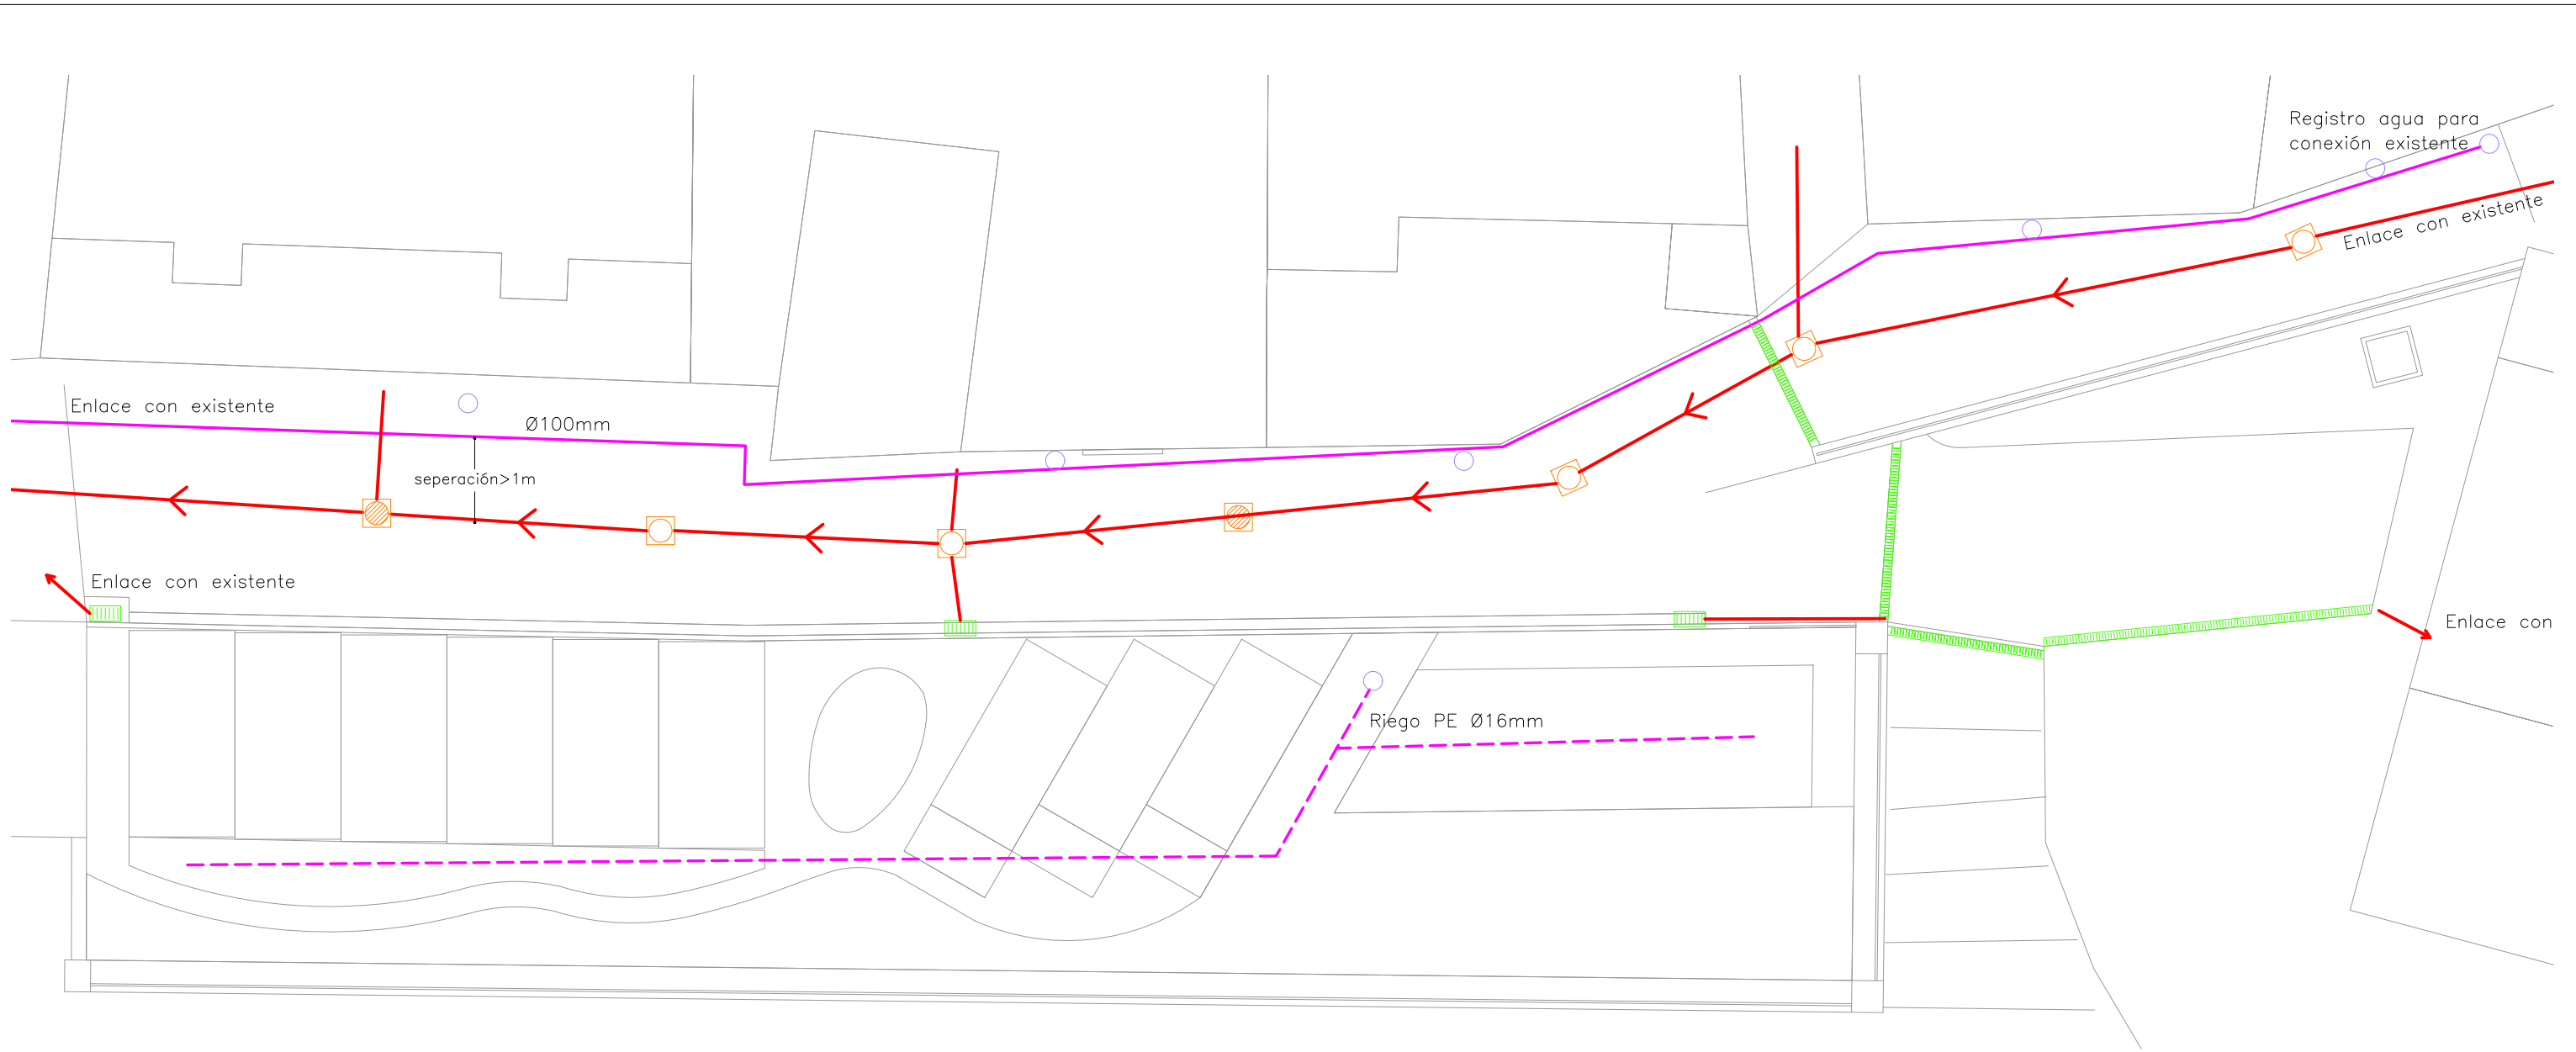 Registro agua para
conexión existente
Enlace con existente
Enlace con existente
Ø100mm
seperación>1m
Enlace con existente
Enlace con
Riego PE Ø16mm